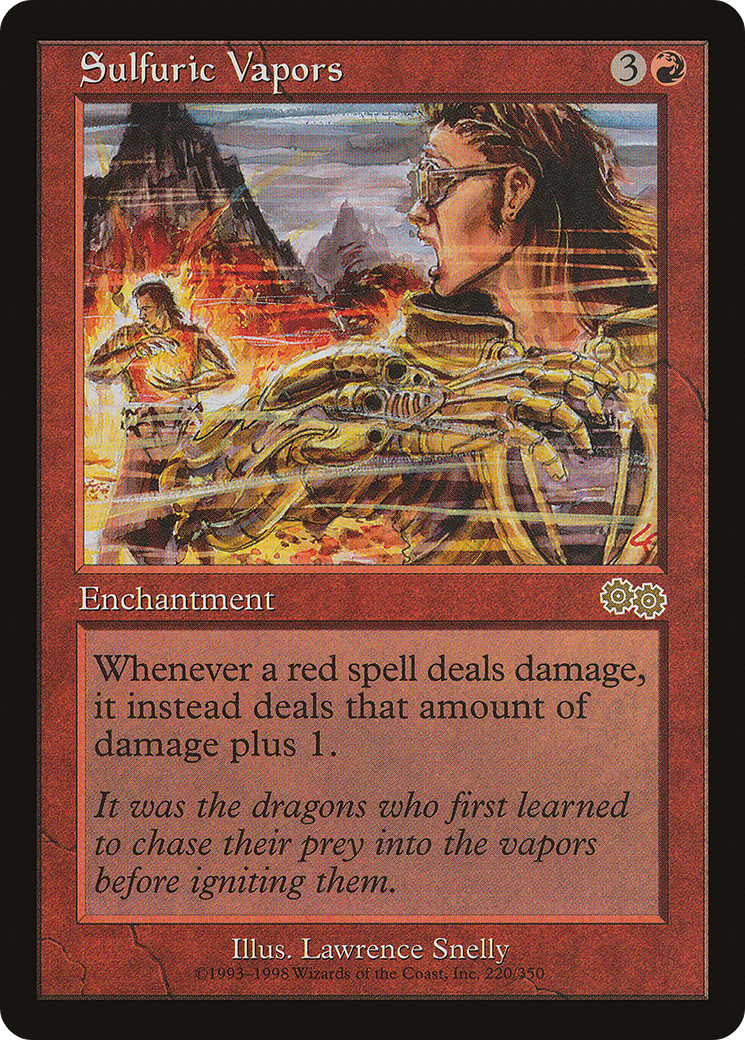 Sulfuric Vapors 3
Enchantment
Whenever a red spell deals damage,
it instead deals that amount of
damage plus 1.
It was the dragons who first learned
to chase their prey into the vapors
before igniting them.
Illus. Lawrence Snelly
©1993–1998 Wizards of the Coast, Inc. 220/350